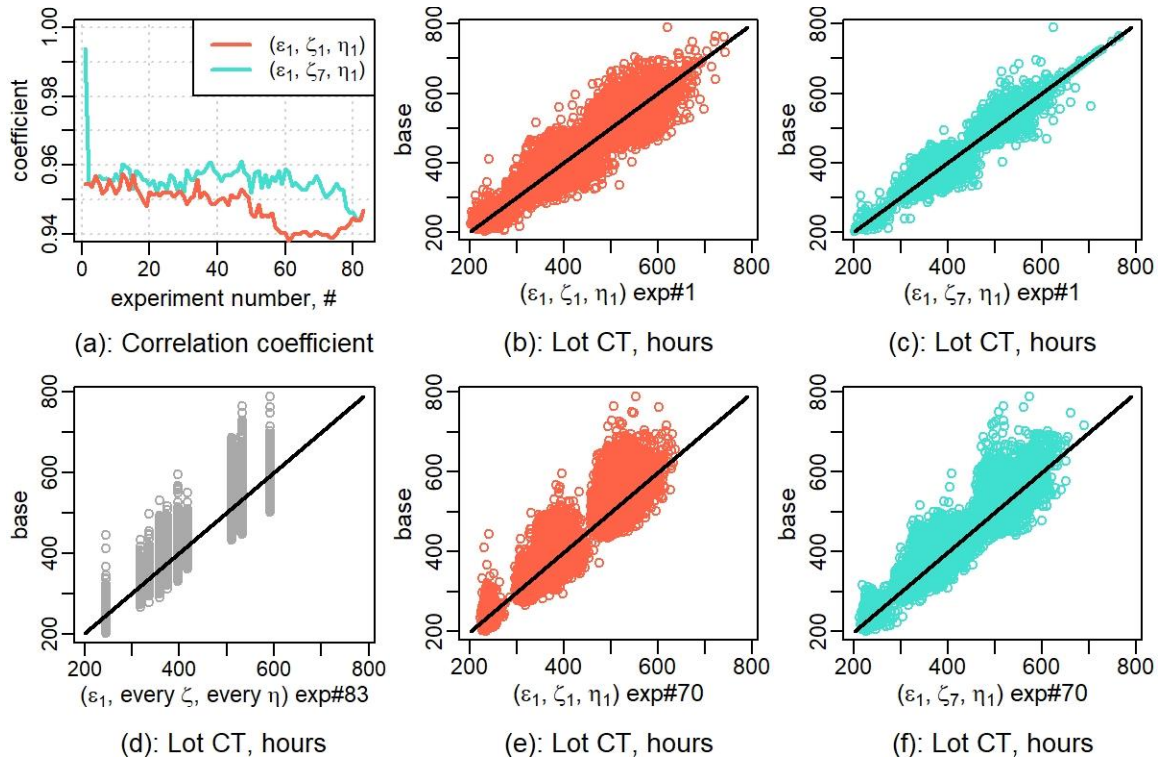 1.00
0.98
0.96
0.94
coefficient
(ε₁, ζ₁, η₁)
(ε₁, ζ₇, η₁)
0 20 40 60 80
experiment number, #
(a): Correlation coefficient
800
600
400
200
base
200 400 600 800
(ε₁, ζ₁, η₁) exp#1
(b): Lot CT, hours
800
600
400
200
base
200 400 600 800
(ε₁, ζ₇, η₁) exp#1
(c): Lot CT, hours
800
600
400
200
base
200 400 600 800
(ε₁, every ζ, every η) exp#83
(d): Lot CT, hours
800
600
400
200
base
200 400 600 800
(ε₁, ζ₁, η₁) exp#70
(e): Lot CT, hours
800
600
400
200
base
200 400 600 800
(ε₁, ζ₇, η₁) exp#70
(f): Lot CT, hours